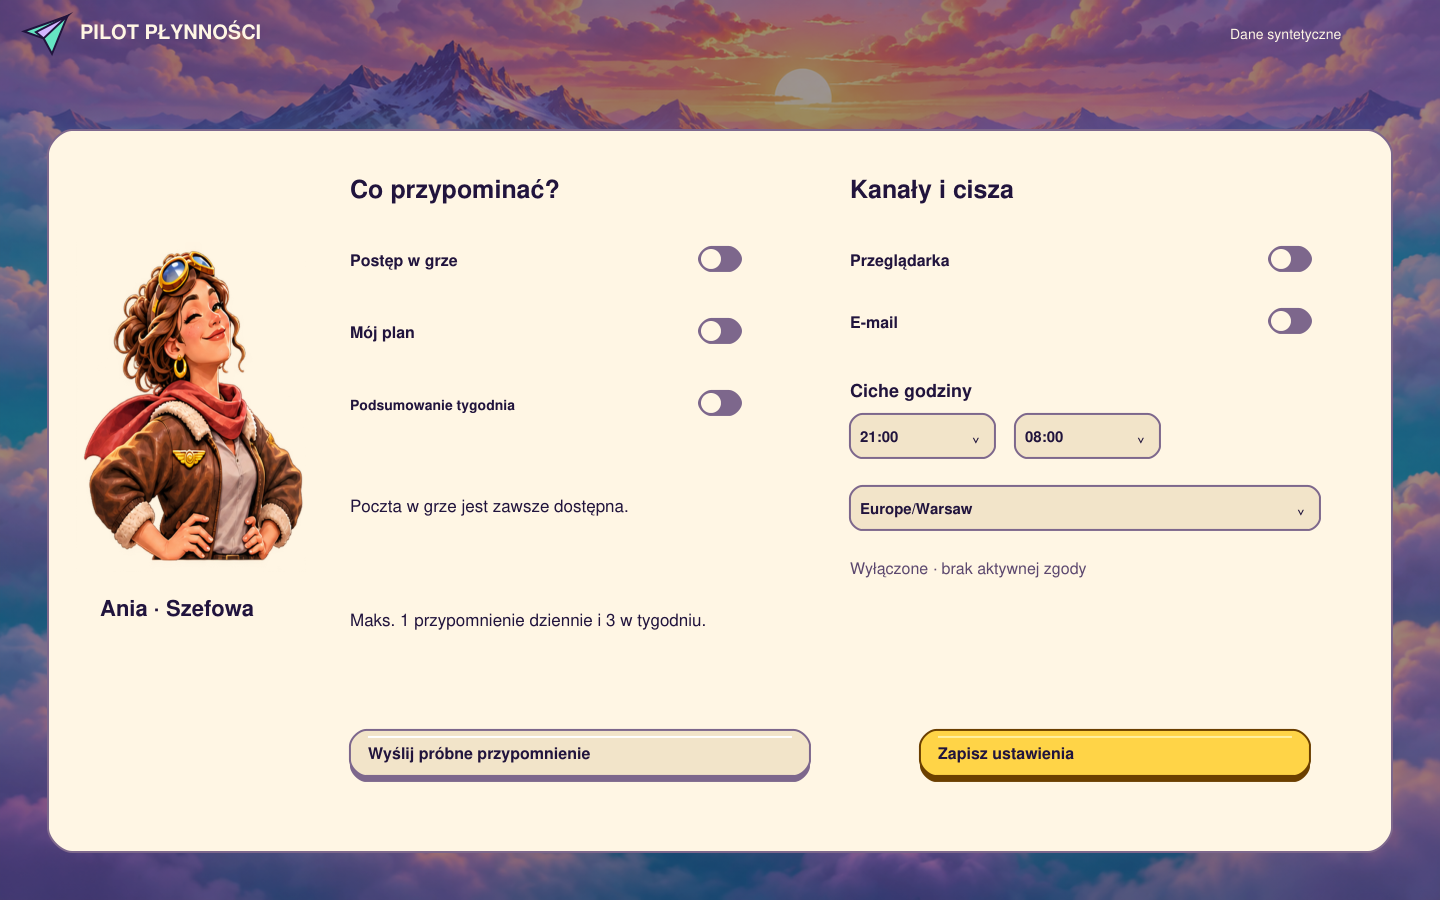 PILOT PŁYNNOŚCI
Dane syntetyczne
Co przypominać?
Postęp w grze
Mój plan
Podsumowanie tygodnia
Poczta w grze jest zawsze dostępna.
Maks. 1 przypomnienie dziennie i 3 w tygodniu.
Kanały i cisza
Przeglądarka
E-mail
Ciche godziny
21:00
08:00
Europe/Warsaw
Wyłączone · brak aktywnej zgody
Ania · Szefowa
Wyślij próbne przypomnienie
Zapisz ustawienia